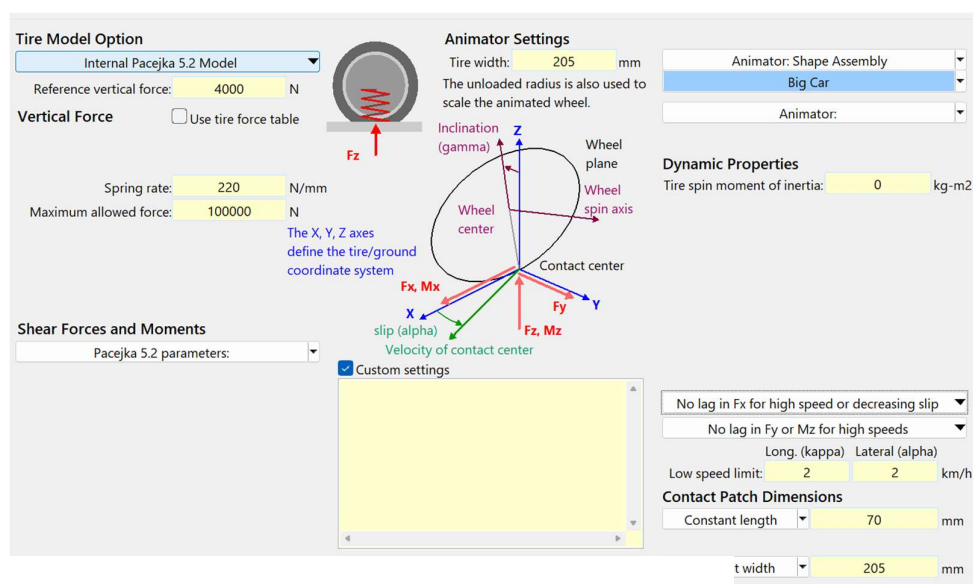 Tire Model Option
Internal Pacejka 5.2 Model
Reference vertical force: 4000 N
Vertical Force
Use tire force table
Spring rate: 220 N/mm
Maximum allowed force: 100000 N
Shear Forces and Moments
Pacejka 5.2 parameters:
Fz
The X, Y, Z axes
define the tire/ground
coordinate system
Animator Settings
Tire width: 205 mm
The unloaded radius is also used to
scale the animated wheel.
Inclination
(gamma)
Z
Wheel
plane
Wheel
spin axis
Wheel
center
Contact center
Fx, Mx
X
Fy
Y
slip (alpha)
Fz, Mz
Velocity of contact center
Custom settings
Animator: Shape Assembly
Big Car
Animator:
Dynamic Properties
Tire spin moment of inertia: 0 kg-m2
No lag in Fx for high speed or decreasing slip
No lag in Fy or Mz for high speeds
Long. (kappa) Lateral (alpha)
Low speed limit: 2 2 km/h
Contact Patch Dimensions
Constant length 70 mm
t width 205 mm